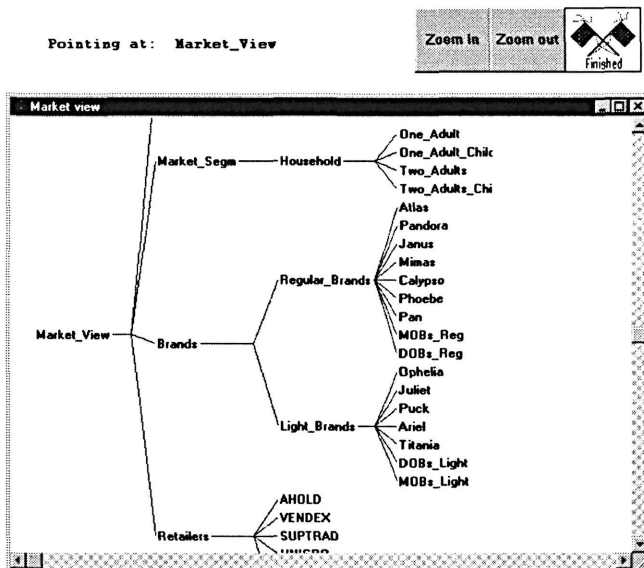 Pointing at: Market_View
Zoom in
Zoom out
Finished
Market view
One_Adult
Market_Segm
Household
One_Adult_Chilc
Two_Adults
Two_Adults_Chi
Atlas
Pandora
Janus
Mimas
Regular_Brands
Calypso
Phoebe
Pan
Market_View
MOBs_Reg
Brands
DOBs_Reg
Ophelia
Juliet
Puck
Light_Brands
Ariel
Titania
DOBs_Light
MOBs_Light
AHOLD
VENDEX
Retailers
SUPTRAD